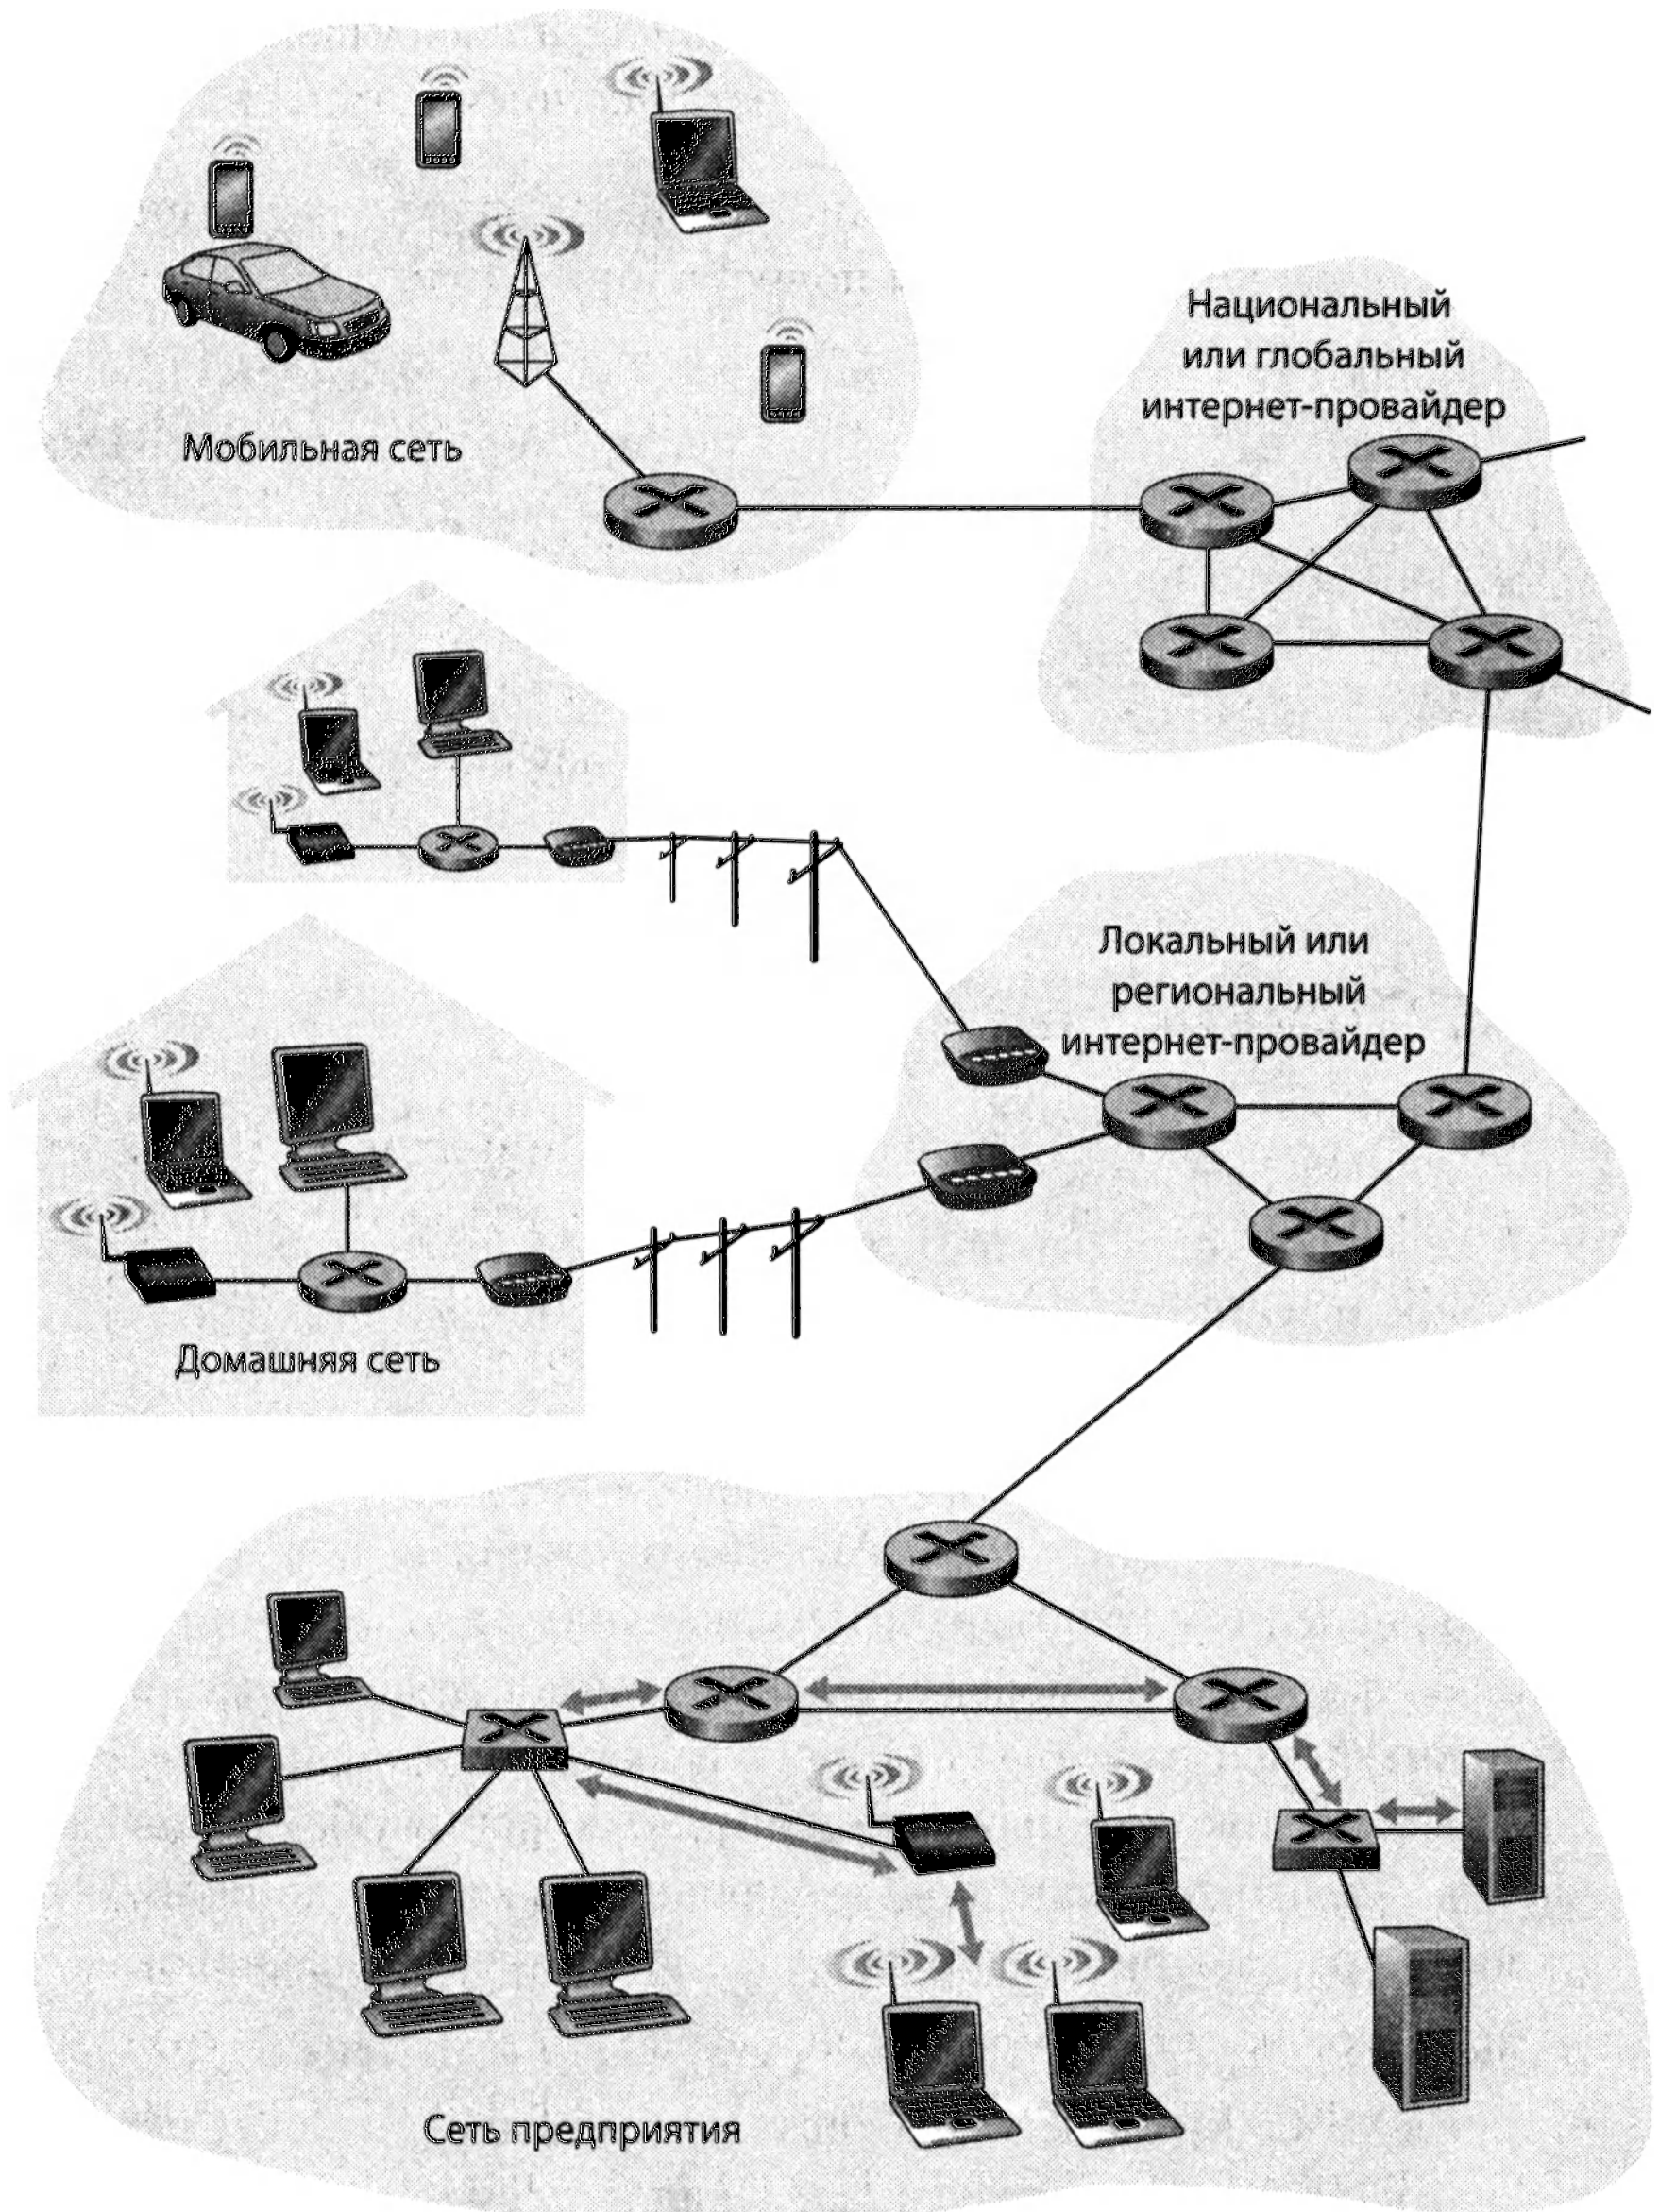 Национальный
или глобальный
интернет-провайдер
Мобильная сеть
Локальный или
региональный
интернет-провайдер
Домашняя сеть
Сеть предприятия